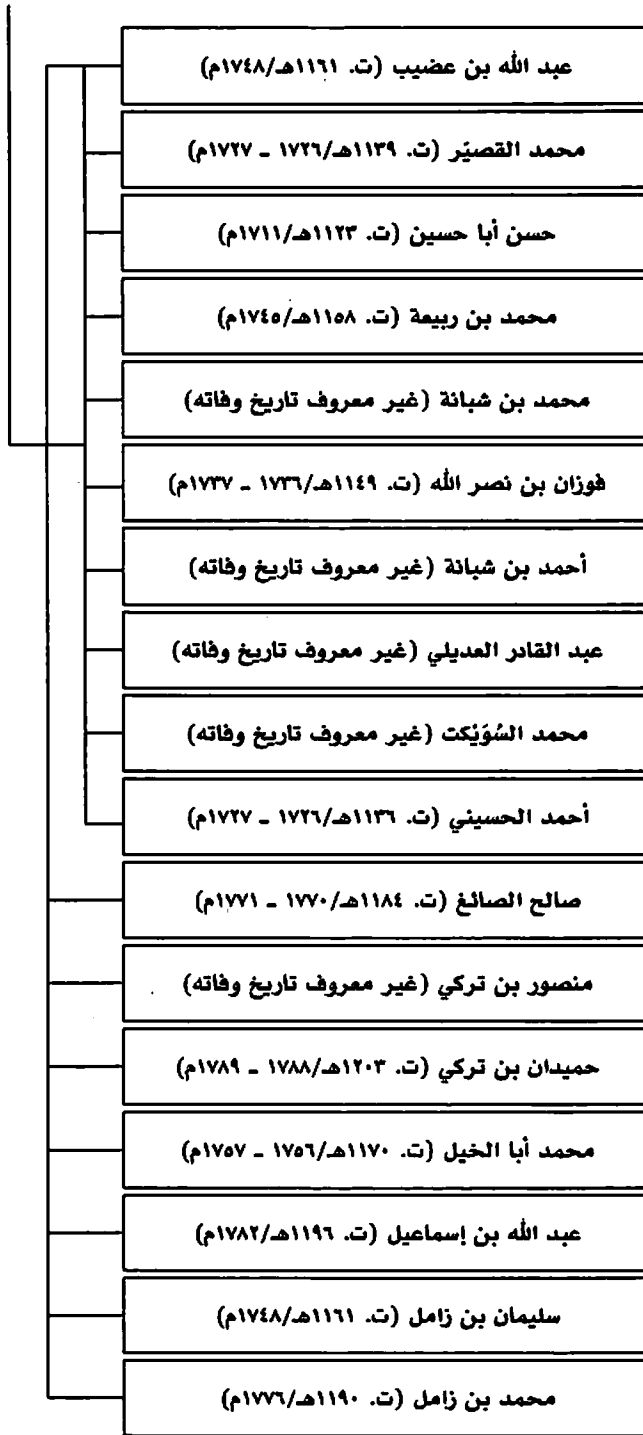 عبد الله بن عضيب (ت. ١١٦١هـ/١٧٤٨م)
محمد القصيّر (ت. ١١٣٩هـ/١٧٢٦ ـ ١٧٢٧م)
حسن أبا حسين (ت. ١١٢٣هـ/١٧١١م)
محمد بن ربيعة (ت. ١١٥٨هـ/١٧٤٥م)
محمد بن شبانة (غير معروف تاريخ وفاته)
فوزان بن نصر الله (ت. ١١٤٩هـ/١٧٣٦ ـ ١٧٣٧م)
أحمد بن شبانة (غير معروف تاريخ وفاته)
عبد القادر العديلي (غير معروف تاريخ وفاته)
محمد السُوَيْكت (غير معروف تاريخ وفاته)
أحمد الحسيني (ت. ١١٣٦هـ/١٧٢٦ ـ ١٧٢٧م)
صالح الصائغ (ت. ١١٨٤هـ/١٧٧٠ ـ ١٧٧١م)
منصور بن تركي (غير معروف تاريخ وفاته)
حميدان بن تركي (ت. ١٢٠٣هـ/١٧٨٨ ـ ١٧٨٩م)
محمد أبا الخيل (ت. ١١٧٠هـ/١٧٥٦ ـ ١٧٥٧م)
عبد الله بن إسماعيل (ت. ١١٩٦هـ/١٧٨٢م)
سليمان بن زامل (ت. ١١٦١هـ/١٧٤٨م)
محمد بن زامل (ت. ١١٩٠هـ/١٧٧٦م)